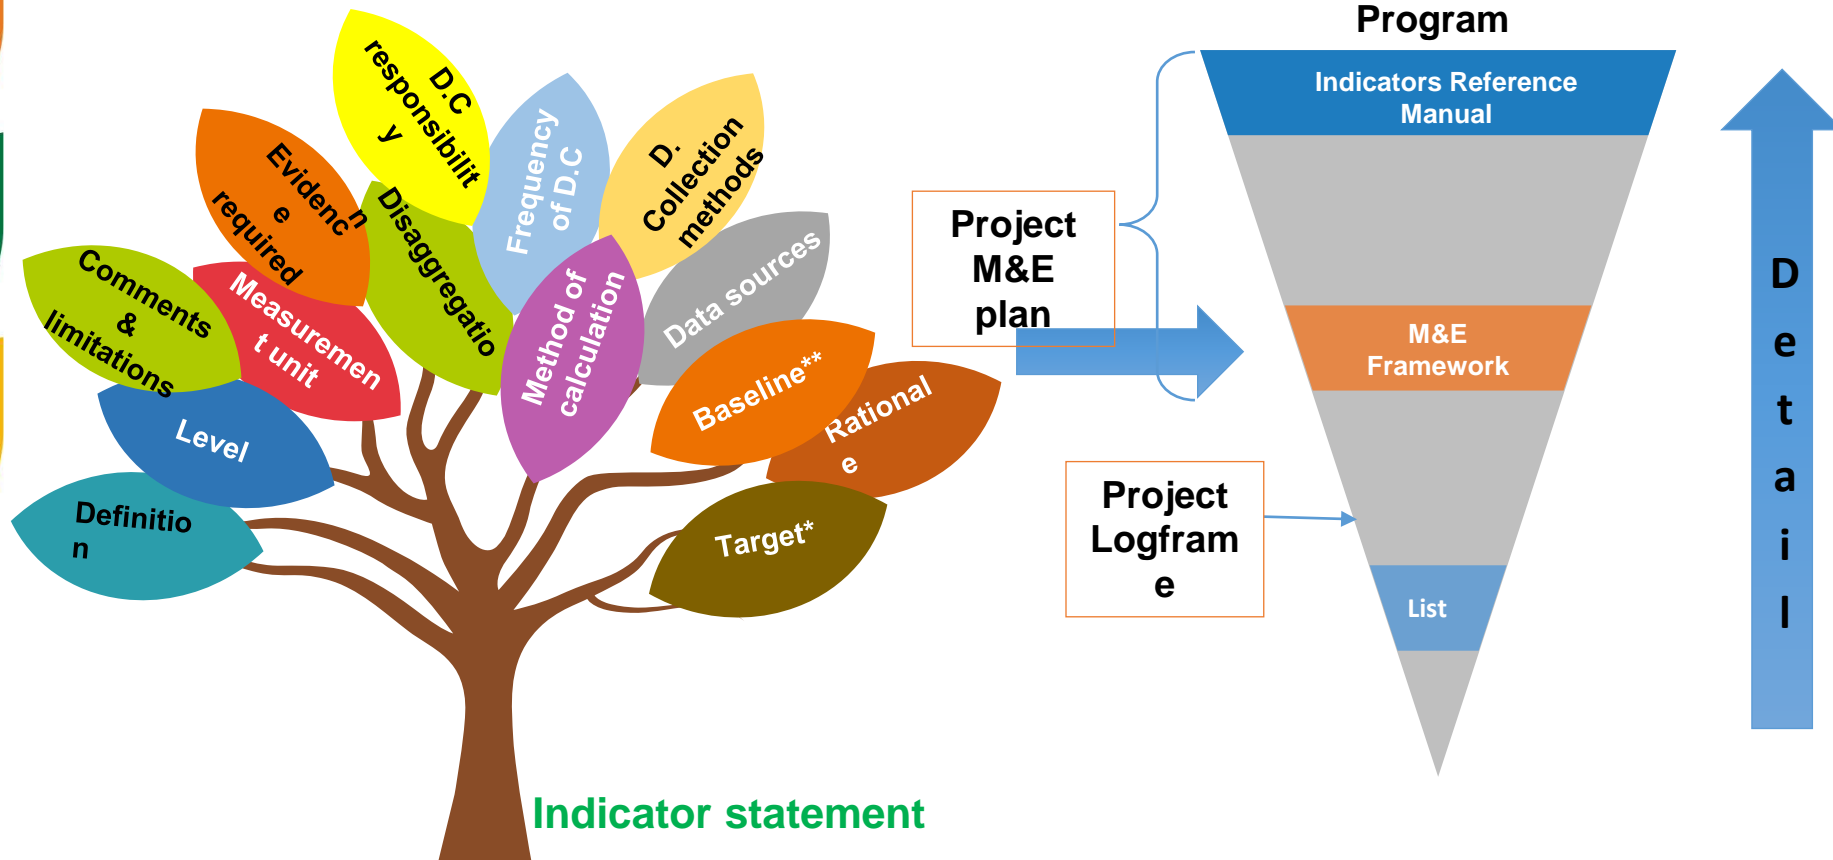 D.C
responsibilit
y
Frequency
of D.C
D.
Collection
methods
Evidenc
e
required
Disaggregatio
n
Comments
&
limitations
Measuremen
t unit
Method of
calculation
Data sources
Level
Baseline**
Rational
e
Definitio
n
Target*
Indicator statement
Program
Indicators Reference
Manual
Project
M&E
plan
M&E
Framework
Project
Logfram
e
List
D
e
t
a
i
l